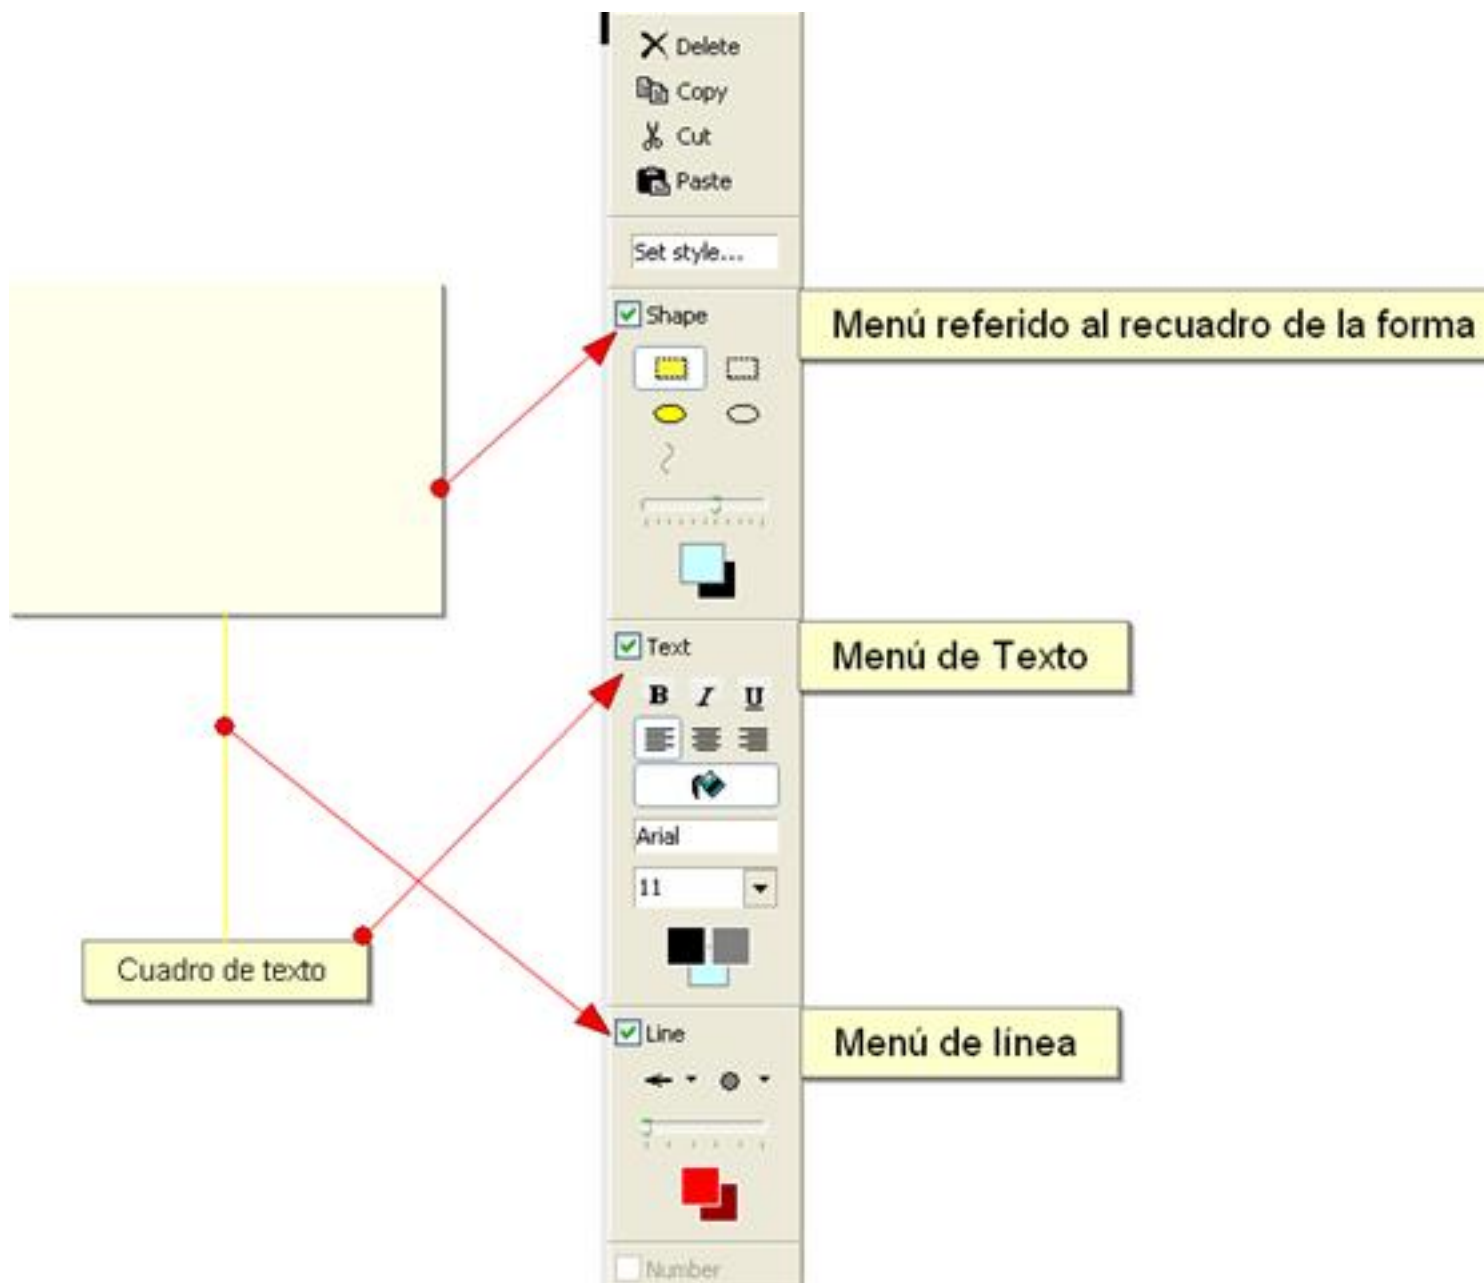 Delete
Copy
Cut
Paste
Set style...
Shape
Menú referido al recuadro de la forma
Text
Menú de Texto
B I U
Arial
11
Cuadro de texto
Line
Menú de línea
Number